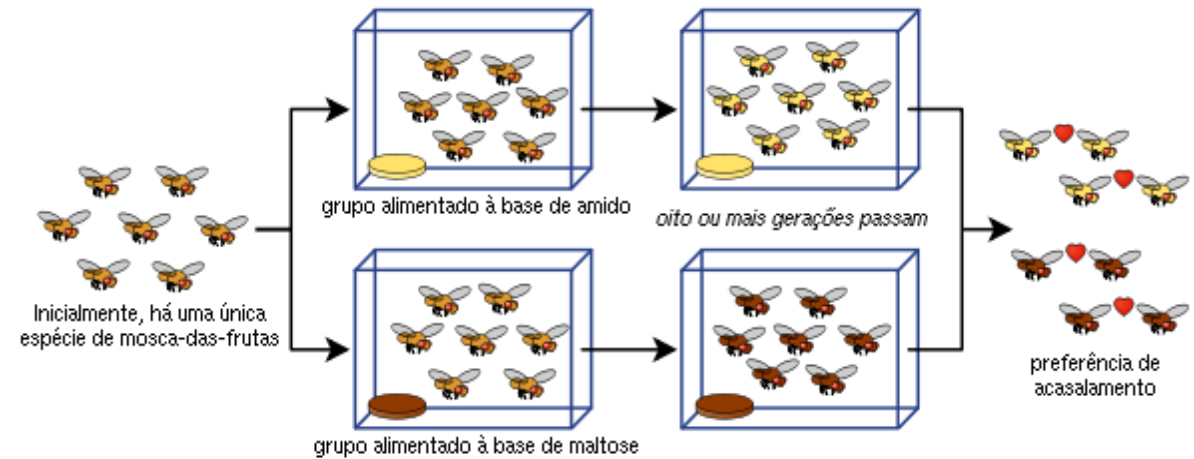 Inicialmente, há uma única
espécie de mosca-das-frutas
grupo alimentado à base de amido
oito ou mais gerações passam
grupo alimentado à base de maltose
preferência de
acasalamento